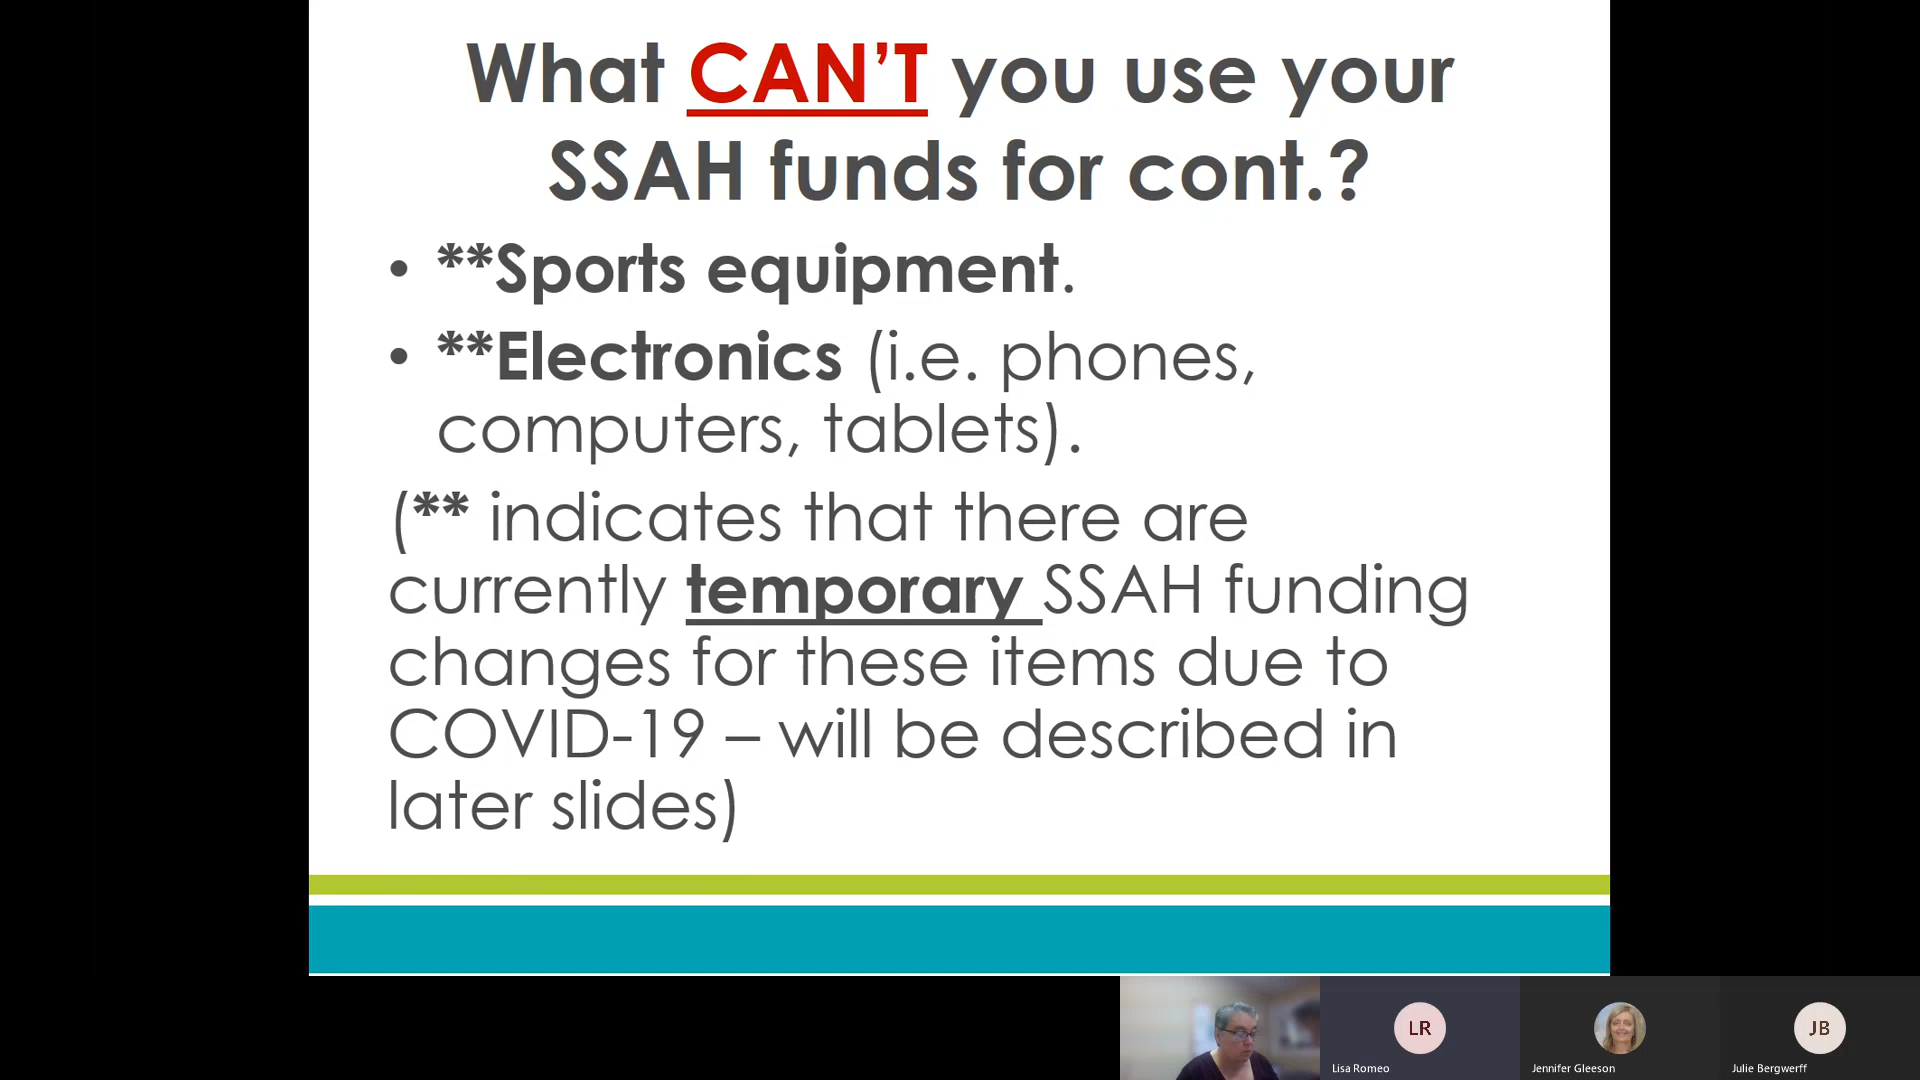 What CAN’T you use your
SSAH funds for cont.?
• **Sports equipment.
• **Electronics (i.e. phones,
computers, tablets).
(** indicates that there are
currently temporary SSAH funding
changes for these items due to
COVID-19 – will be described in
later slides)
LR
JB
Lisa Romeo
Jennifer Gleeson
Julie Bergwerff